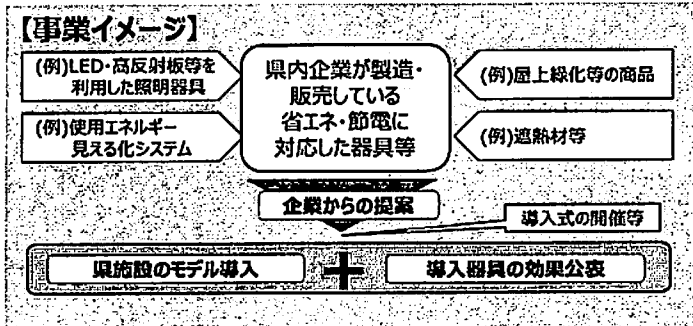 【事業イメージ】
(例)LED・高反射板等を
利用した照明器具
(例)使用エネルギー
見える化システム
県内企業が製造・
販売している
省エネ・節電に
対応した器具等
(例)屋上緑化等の商品
(例)遮熱材等
企業からの提案
導入式の開催等
県施設のモデル導入
+
導入器具の効果公表